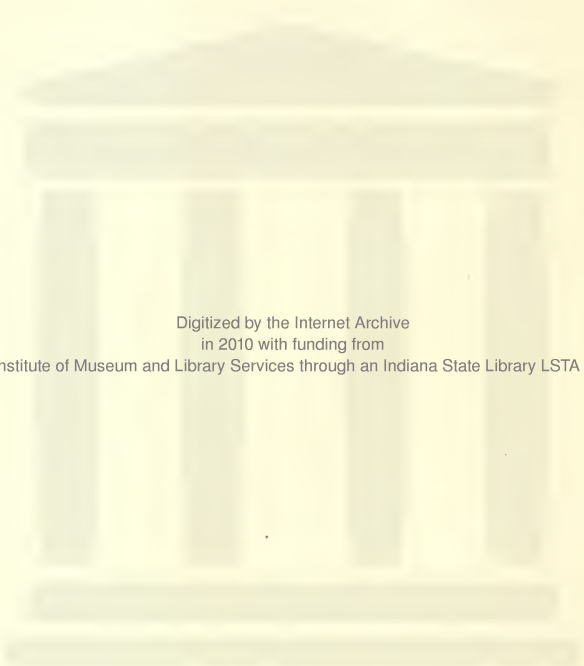 Digitized by the Internet Archive
in 2010 with funding from
nstitute of Museum and Library Services through an Indiana State Library LSTA